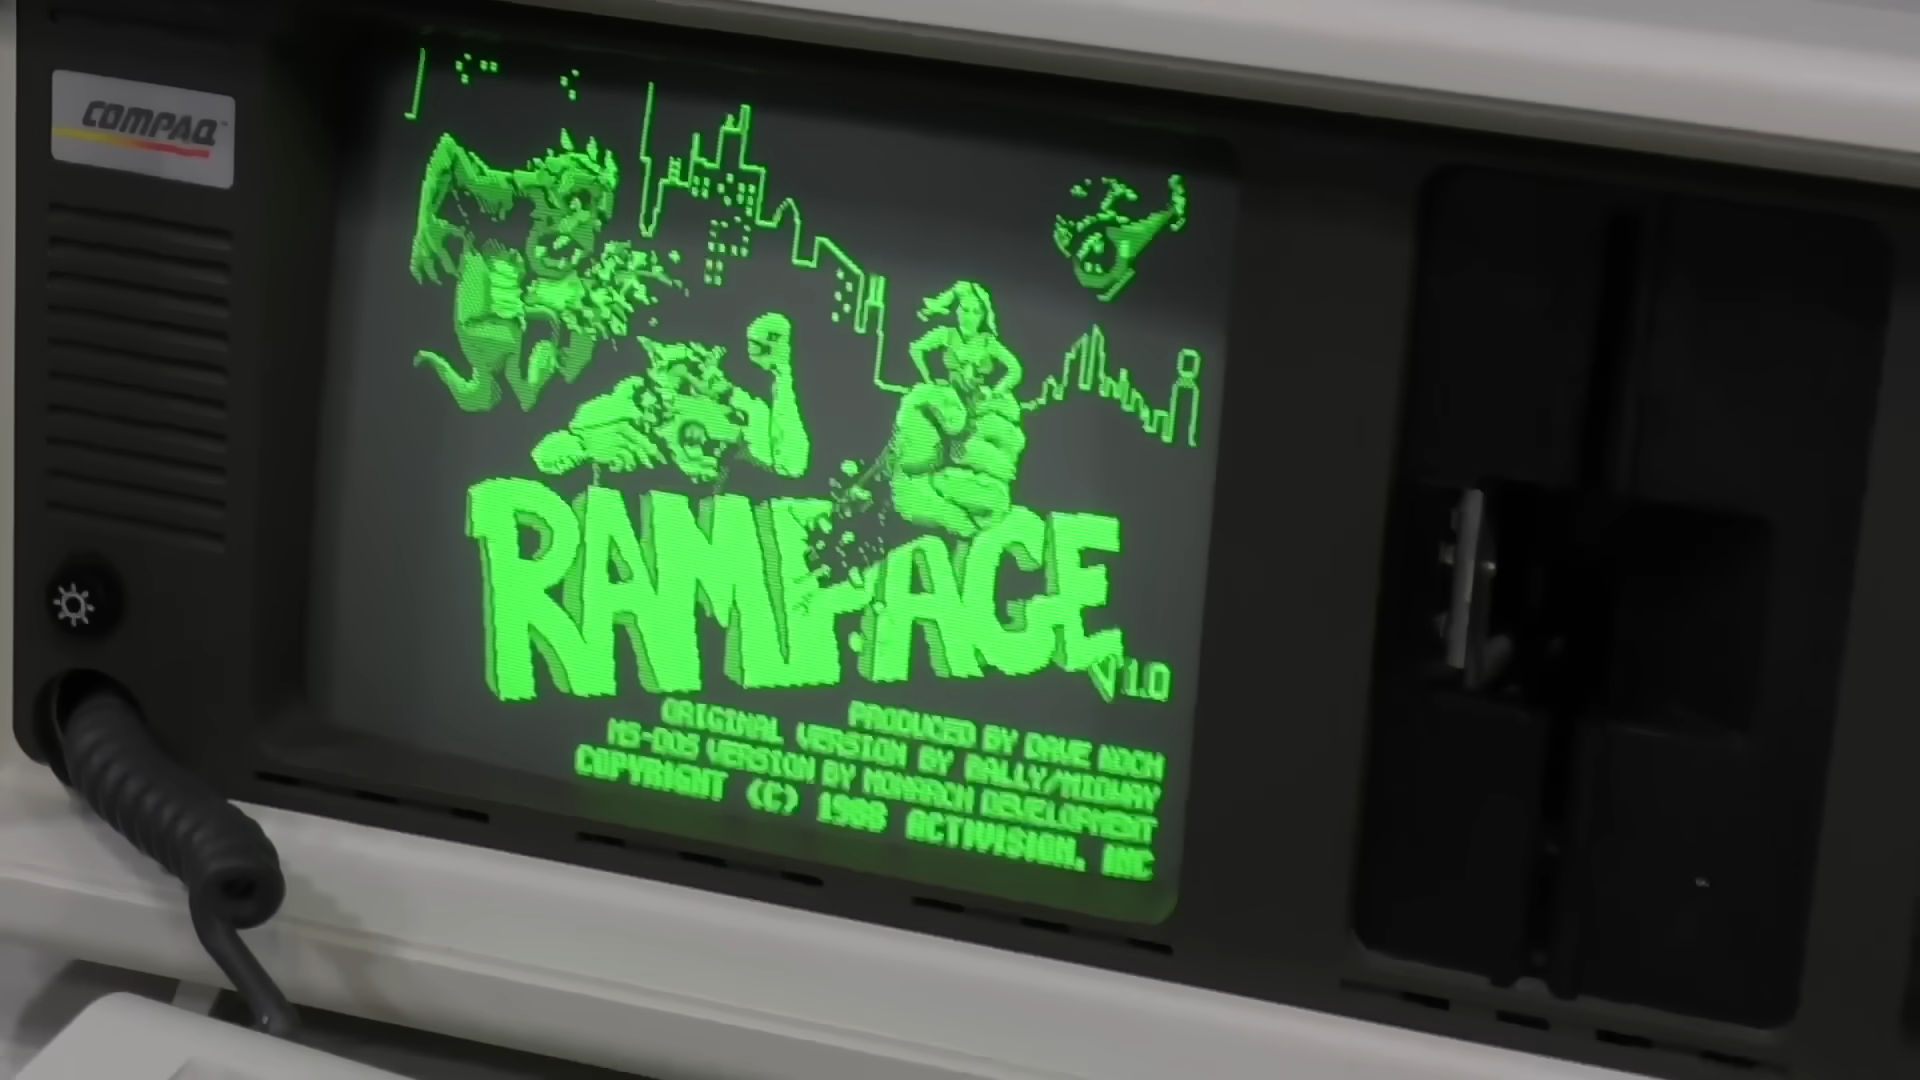 COMPAQ
RAMPAGE
V1.0
PRODUCED BY DAVE NOCH
ORIGINAL VERSION BY BALLY/MIDWAY
MS-DOS VERSION BY MONARCH DEVELOPMENT
COPYRIGHT (C) 1988 ACTIVISION, INC